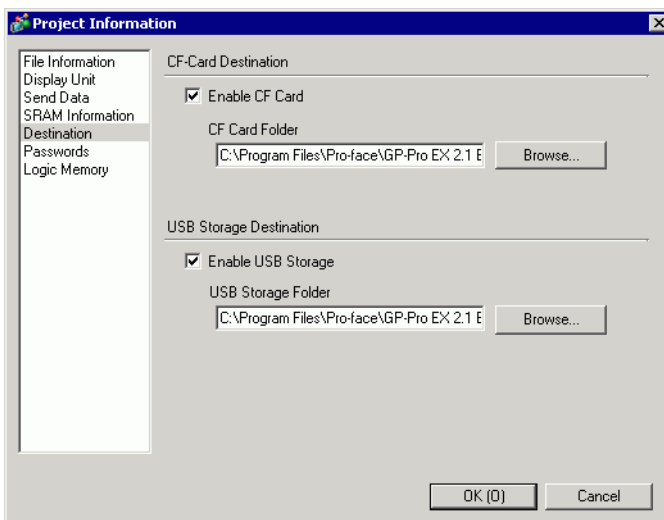 Project Information
File Information
Display Unit
Send Data
SRAM Information
Destination
Passwords
Logic Memory
CF-Card Destination
Enable CF Card
CF Card Folder
C:\Program Files\Pro-face\GP-Pro EX 2.1 E
Browse...
USB Storage Destination
Enable USB Storage
USB Storage Folder
C:\Program Files\Pro-face\GP-Pro EX 2.1 E
Browse...
OK (O)
Cancel